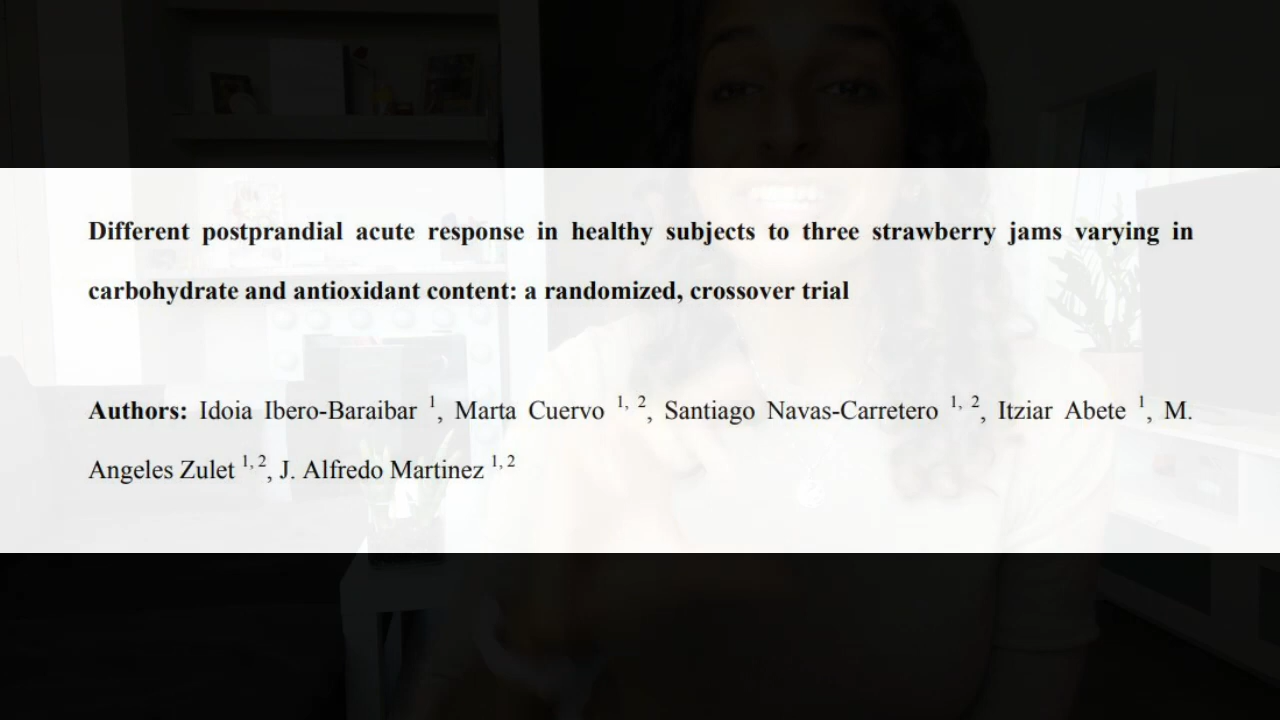 Different postprandial acute response in healthy subjects to three strawberry jams varying in
carbohydrate and antioxidant content: a randomized, crossover trial
Authors: Idoia Ibero-Baraibar 1, Marta Cuervo 1, 2, Santiago Navas-Carretero 1, 2, Itziar Abete 1, M.
Angeles Zulet 1, 2, J. Alfredo Martinez 1, 2